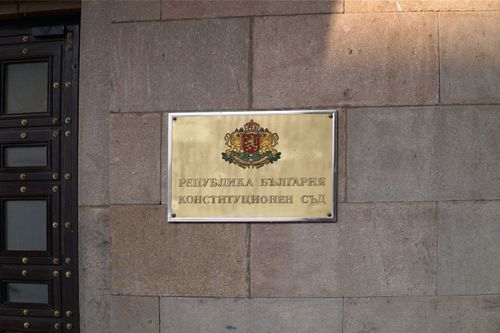 РЕПУБЛИКА БЪЛГАРИЯ
КОНСТИТУЦИОНЕН СЪД